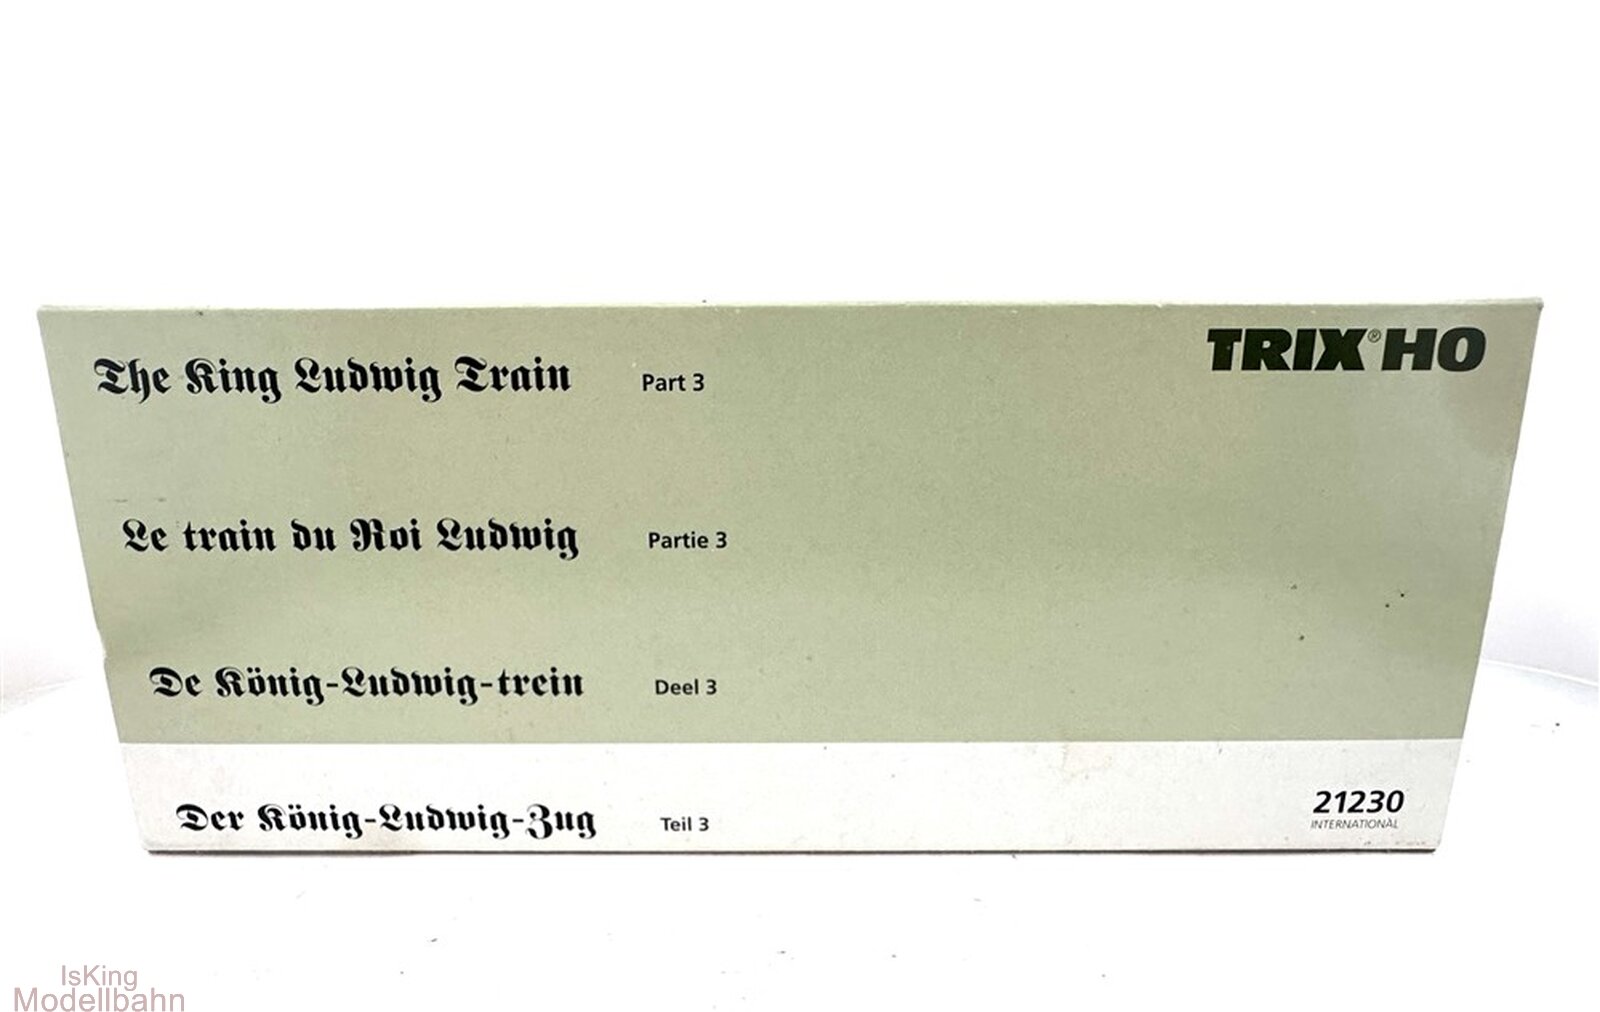 TRIX® HO
The King Ludwig Train Part 3
Le train du Roi Ludwig Partie 3
De König-Ludwig-trein Deel 3
Der König-Ludwig-Zug Teil 3
21230
INTERNATIONAL
IsKing
Modellbahn